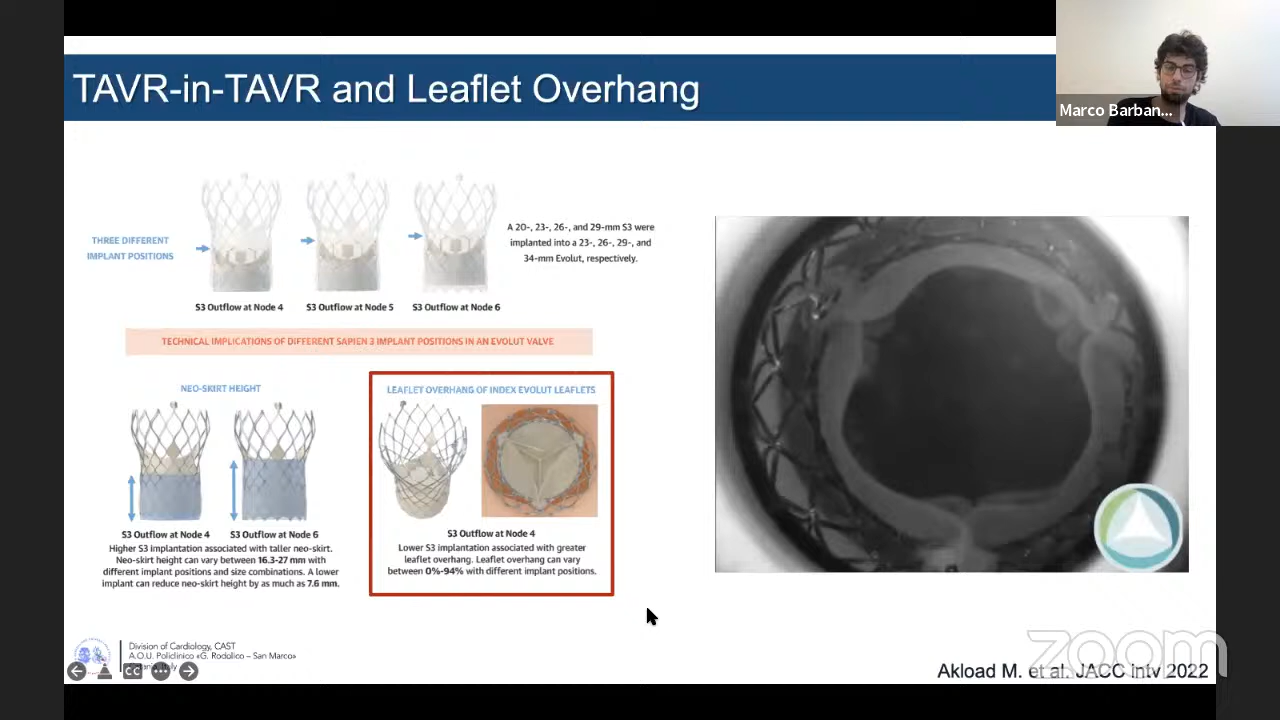 TAVR-in-TAVR and Leaflet Overhang
Marco Barban...
THREE DIFFERENT
IMPLANT POSITIONS
A 20-, 23-, 26-, and 29-mm S3 were
implanted into a 23-, 26-, 29-, and
34-mm Evolut, respectively.
S3 Outflow at Node 4
S3 Outflow at Node 5
S3 Outflow at Node 6
TECHNICAL IMPLICATIONS OF DIFFERENT SAPIEN 3 IMPLANT POSITIONS IN AN EVOLUT VALVE
NEO-SKIRT HEIGHT
S3 Outflow at Node 4
S3 Outflow at Node 6
Higher S3 implantation associated with taller neo-skirt.
Neo-skirt height can vary between 16.3-27 mm with
different implant positions and size combinations. A lower
implant can reduce neo-skirt height by as much as 7.6 mm.
LEAFLET OVERHANG OF INDEX EVOLUT LEAFLETS
S3 Outflow at Node 4
Lower S3 implantation associated with greater
leaflet overhang. Leaflet overhang can vary
between 0%-94% with different implant positions.
Division of Cardiology, CAST
A.O.U. Policlinico «G. Rodolico – San Marco»
Italy
CC
zoom
Akload M. et al. JACC intv 2022